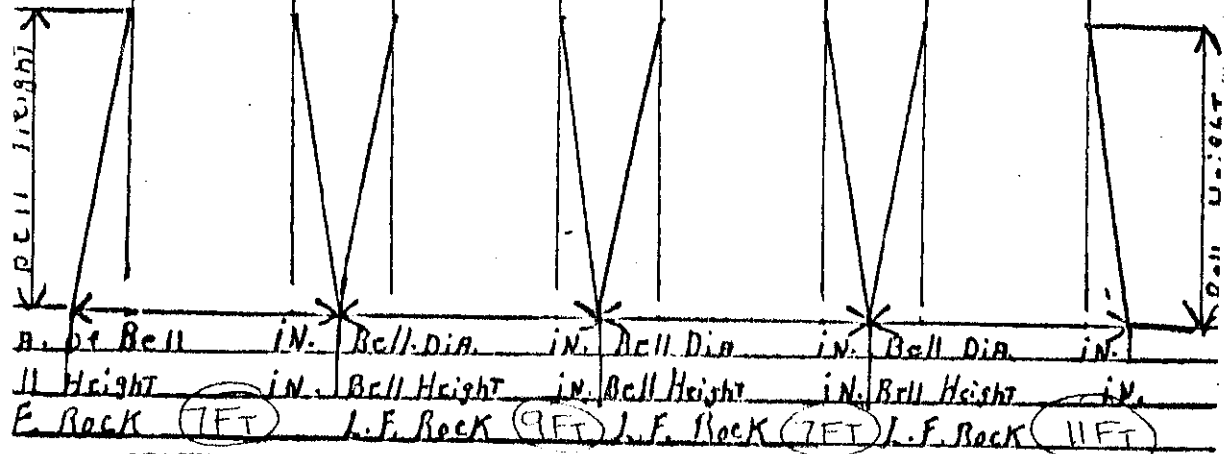 Bell Height
Bell Height
A. of Bell iN. Bell DiA. iN. Bell DiA iN. Bell DiA. iN.
ll Height iN. Bell Height iN. Bell Height iN. Bell Height iN.
F. Rock 7FT L.F. Rock 9FT L.F. Rock 7FT L.F. Rock 11FT